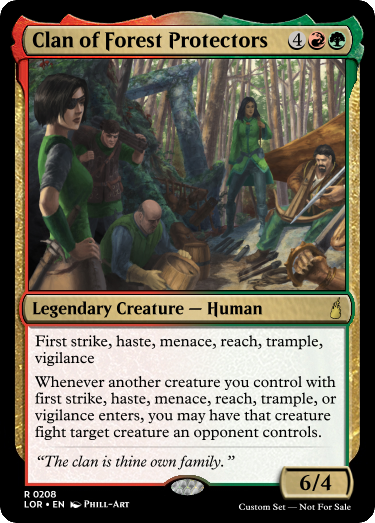 Clan of Forest Protectors 4
Legendary Creature — Human
First strike, haste, menace, reach, trample,
vigilance
Whenever another creature you control with
first strike, haste, menace, reach, trample, or
vigilance enters, you may have that creature
fight target creature an opponent controls.
“The clan is thine own family.”
6/4
R 0208
LOR • EN Phill-Art
Custom Set — Not For Sale